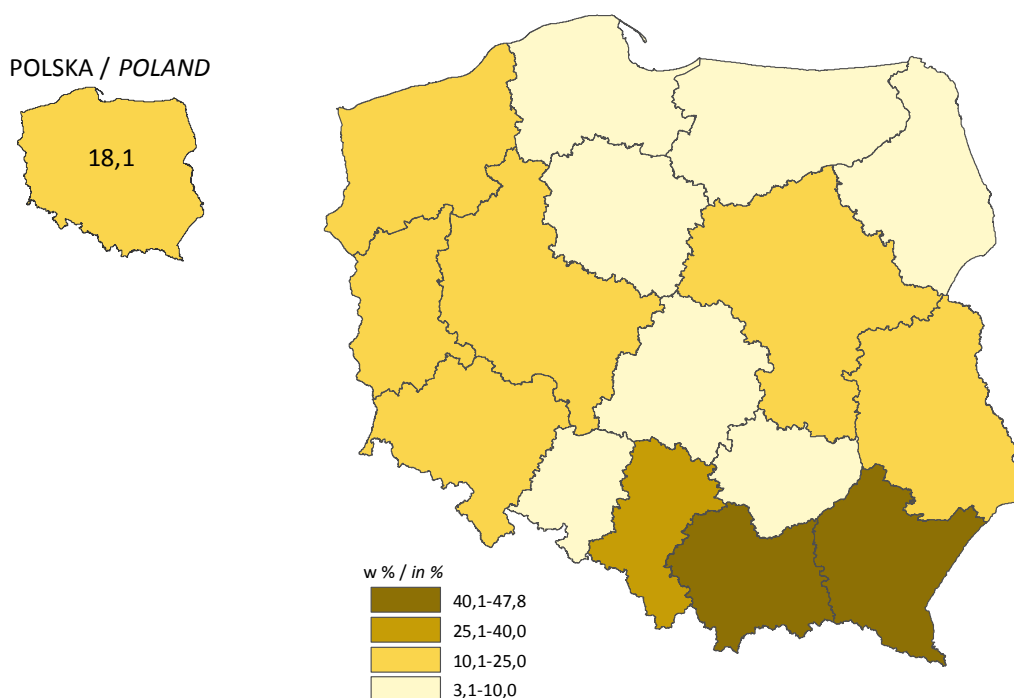 POLSKA / POLAND
18,1
w % / in %
40,1-47,8
25,1-40,0
10,1-25,0
3,1-10,0